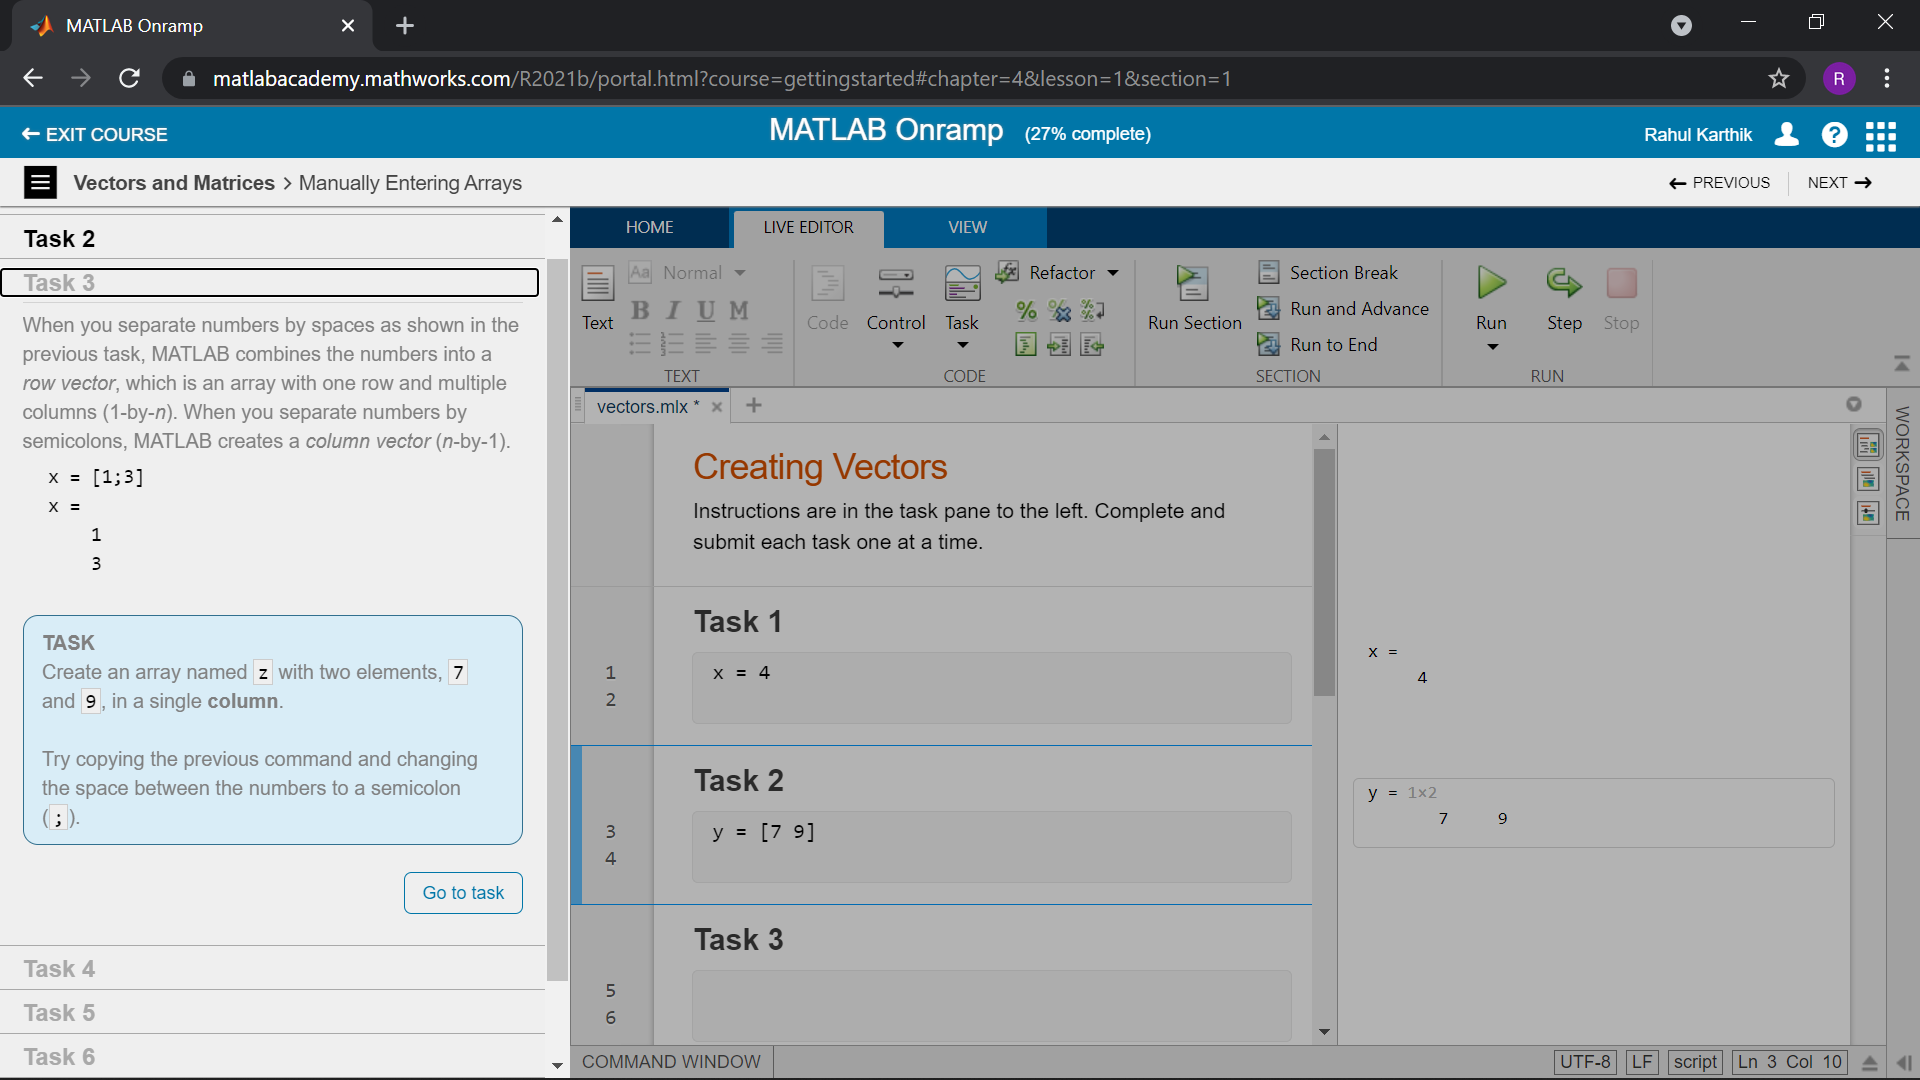 MATLAB Onramp
matlabacademy.mathworks.com/R2021b/portal.html?course=gettingstarted#chapter=4&lesson=1&section=1
R
EXIT COURSE
MATLAB Onramp (27% complete)
Rahul Karthik
?
Vectors and Matrices > Manually Entering Arrays
PREVIOUS
NEXT
Task 2
Task 3
When you separate numbers by spaces as shown in the
previous task, MATLAB combines the numbers into a
row vector, which is an array with one row and multiple
columns (1-by-n). When you separate numbers by
semicolons, MATLAB creates a column vector (n-by-1).
x = [1;3]
x =
1
3
TASK
Create an array named z with two elements, 7
and 9, in a single column.
Try copying the previous command and changing
the space between the numbers to a semicolon
(;).
Go to task
Task 4
Task 5
Task 6
HOME
LIVE EDITOR
VIEW
Text
Aa Normal
B I U M
TEXT
Code
Control
Task
Refactor
CODE
Run Section
Section Break
Run and Advance
Run to End
SECTION
Run
Step
Stop
RUN
vectors.mlx *
WORKSPACE
Creating Vectors
Instructions are in the task pane to the left. Complete and
submit each task one at a time.
Task 1
1 x = 4
2
x =
4
Task 2
3 y = [7 9]
4
y = 1×2
7 9
Task 3
5
6
COMMAND WINDOW
UTF-8
LF
script
Ln 3 Col 10